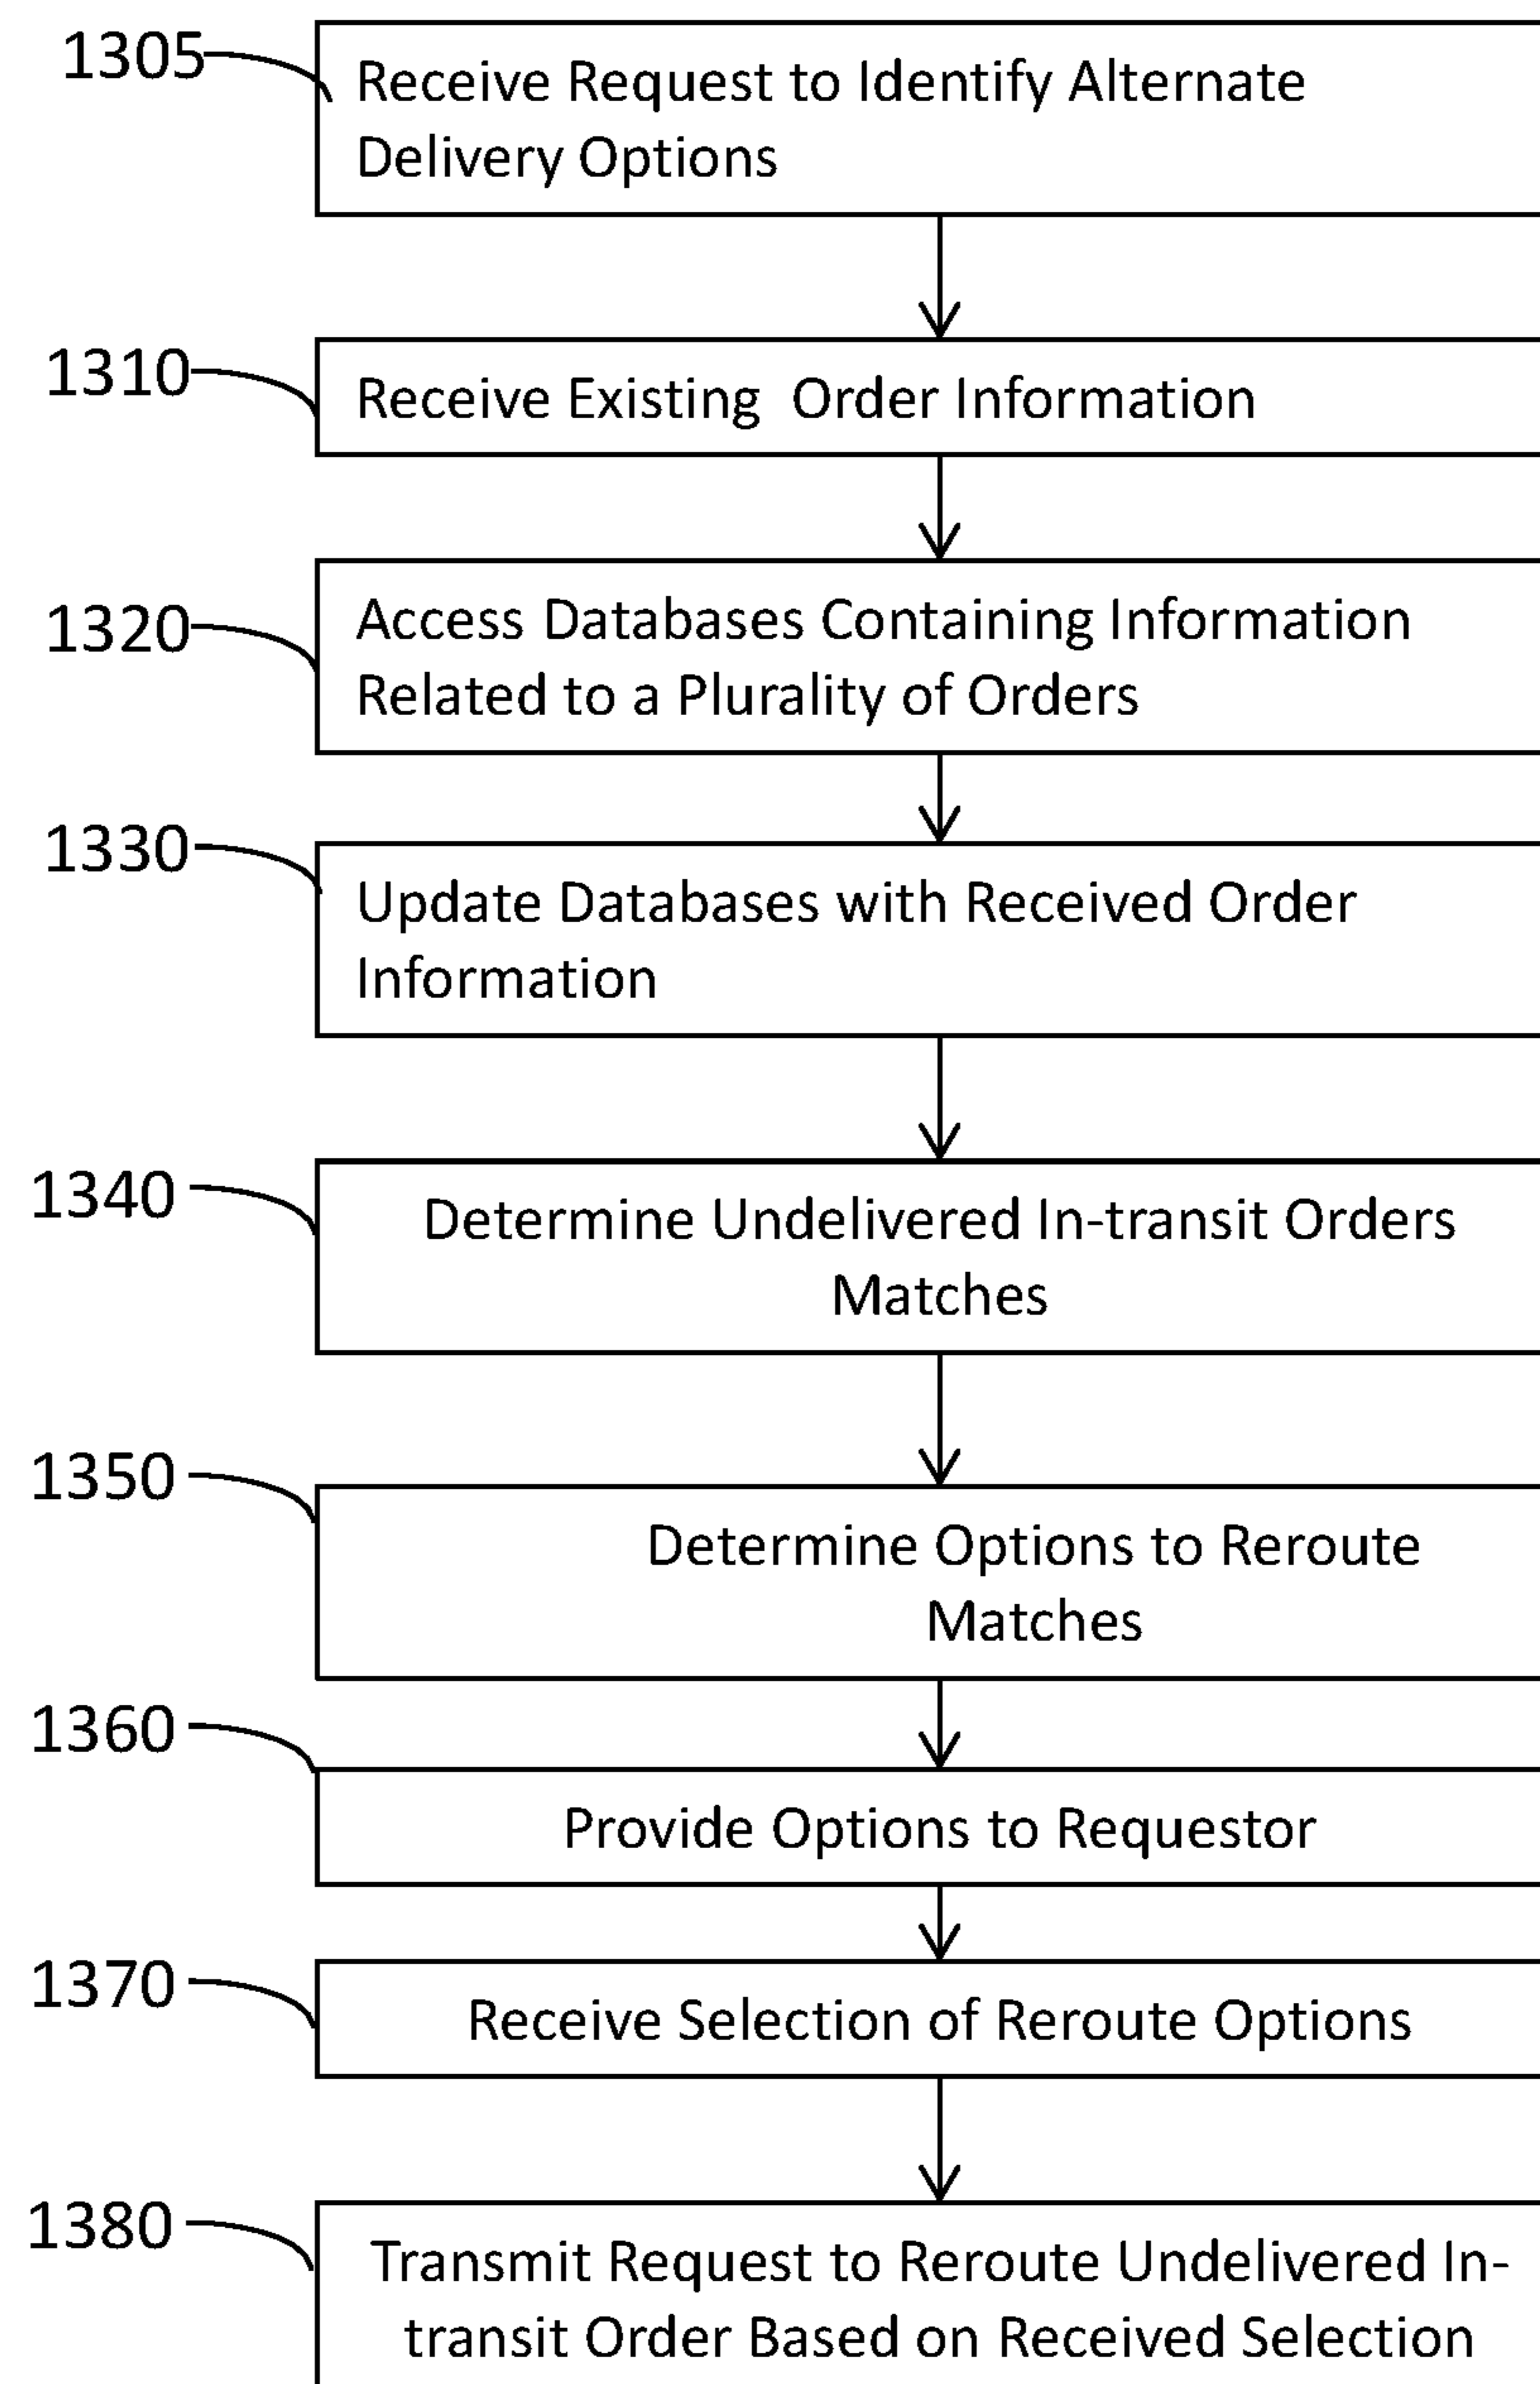 1305
Receive Request to Identify Alternate
Delivery Options
1310
Receive Existing Order Information
1320
Access Databases Containing Information
Related to a Plurality of Orders
1330
Update Databases with Received Order
Information
1340
Determine Undelivered In-transit Orders
Matches
1350
Determine Options to Reroute
Matches
1360
Provide Options to Requestor
1370
Receive Selection of Reroute Options
1380
Transmit Request to Reroute Undelivered In-
transit Order Based on Received Selection